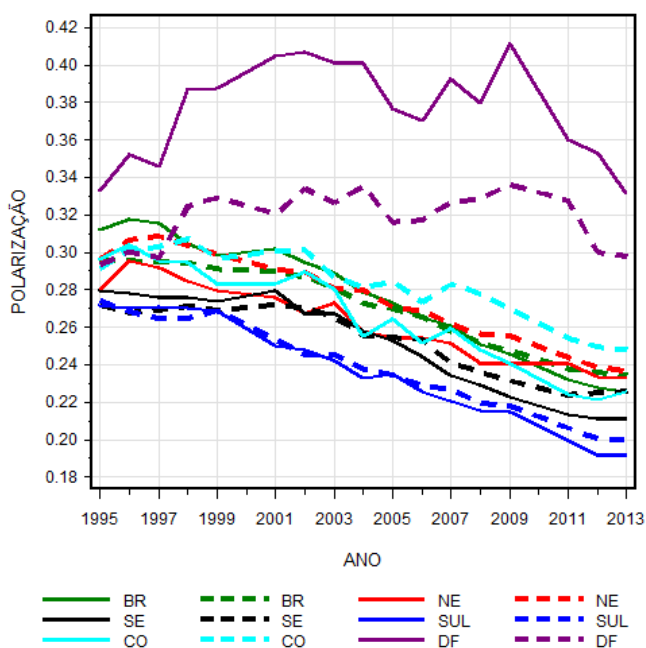 0.42
0.40
0.38
0.36
0.34
0.32
0.30
0.28
0.26
0.24
0.22
0.20
0.18
POLARIZAÇÃO
1995 1997 1999 2001 2003 2005 2007 2009 2011 2013
ANO
BR BR NE NE
SE SE SUL SUL
CO CO DF DF